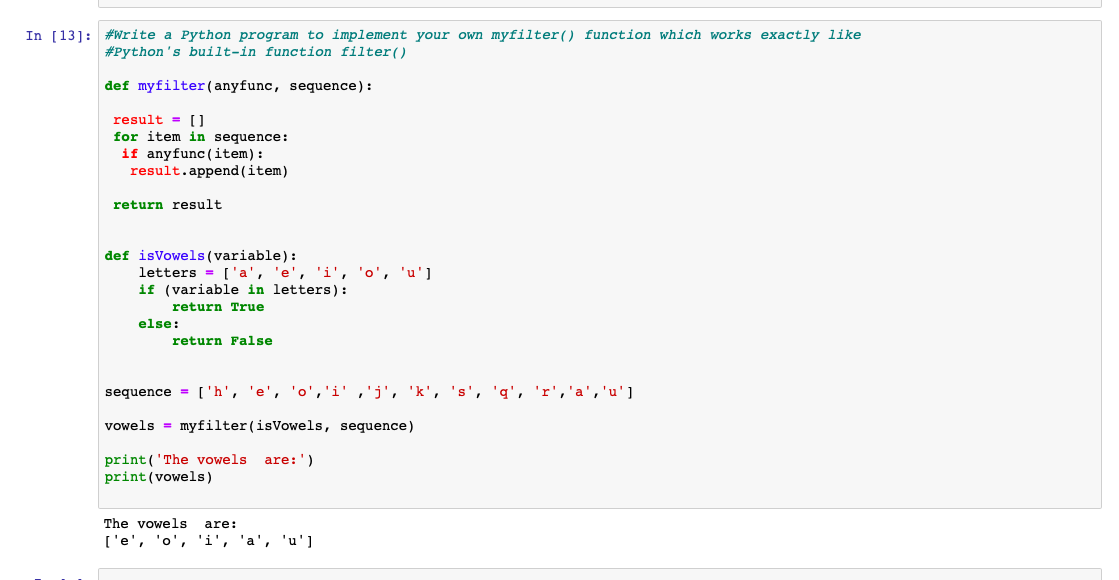 In [13]: #Write a Python program to implement your own myfilter() function which works exactly like
#Python's built-in function filter()
def myfilter(anyfunc, sequence):
result = []
for item in sequence:
if anyfunc(item):
result.append(item)
return result
def isVowels(variable):
letters = ['a', 'e', 'i', 'o', 'u']
if (variable in letters):
return True
else:
return False
sequence = ['h', 'e', 'o','i' ,'j', 'k', 's', 'q', 'r','a','u']
vowels = myfilter(isVowels, sequence)
print('The vowels  are:')
print(vowels)
The vowels  are:
['e', 'o', 'i', 'a', 'u']